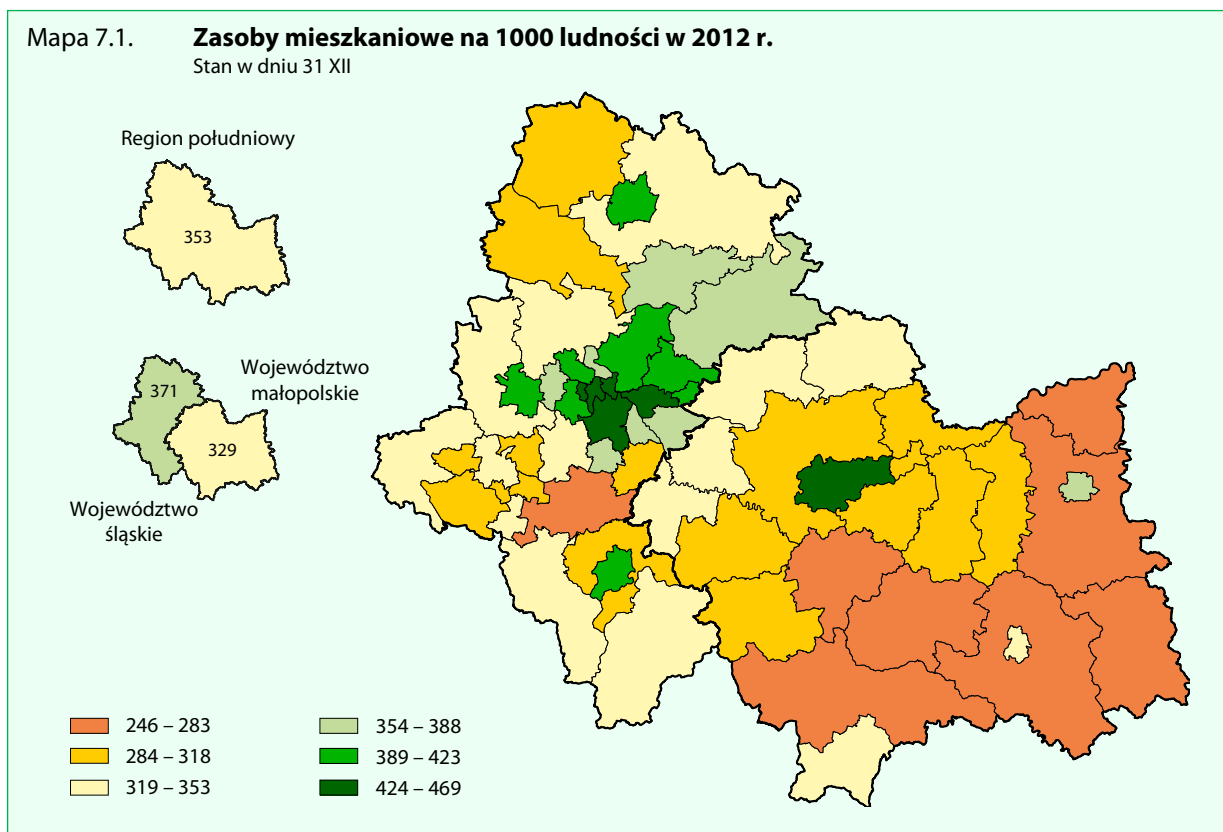 Mapa 7.1. Zasoby mieszkaniowe na 1000 ludności w 2012 r.
Stan w dniu 31 XII
Region południowy
353
Województwo
małopolskie
371
329
Województwo
śląskie
246 – 283
284 – 318
319 – 353
354 – 388
389 – 423
424 – 469